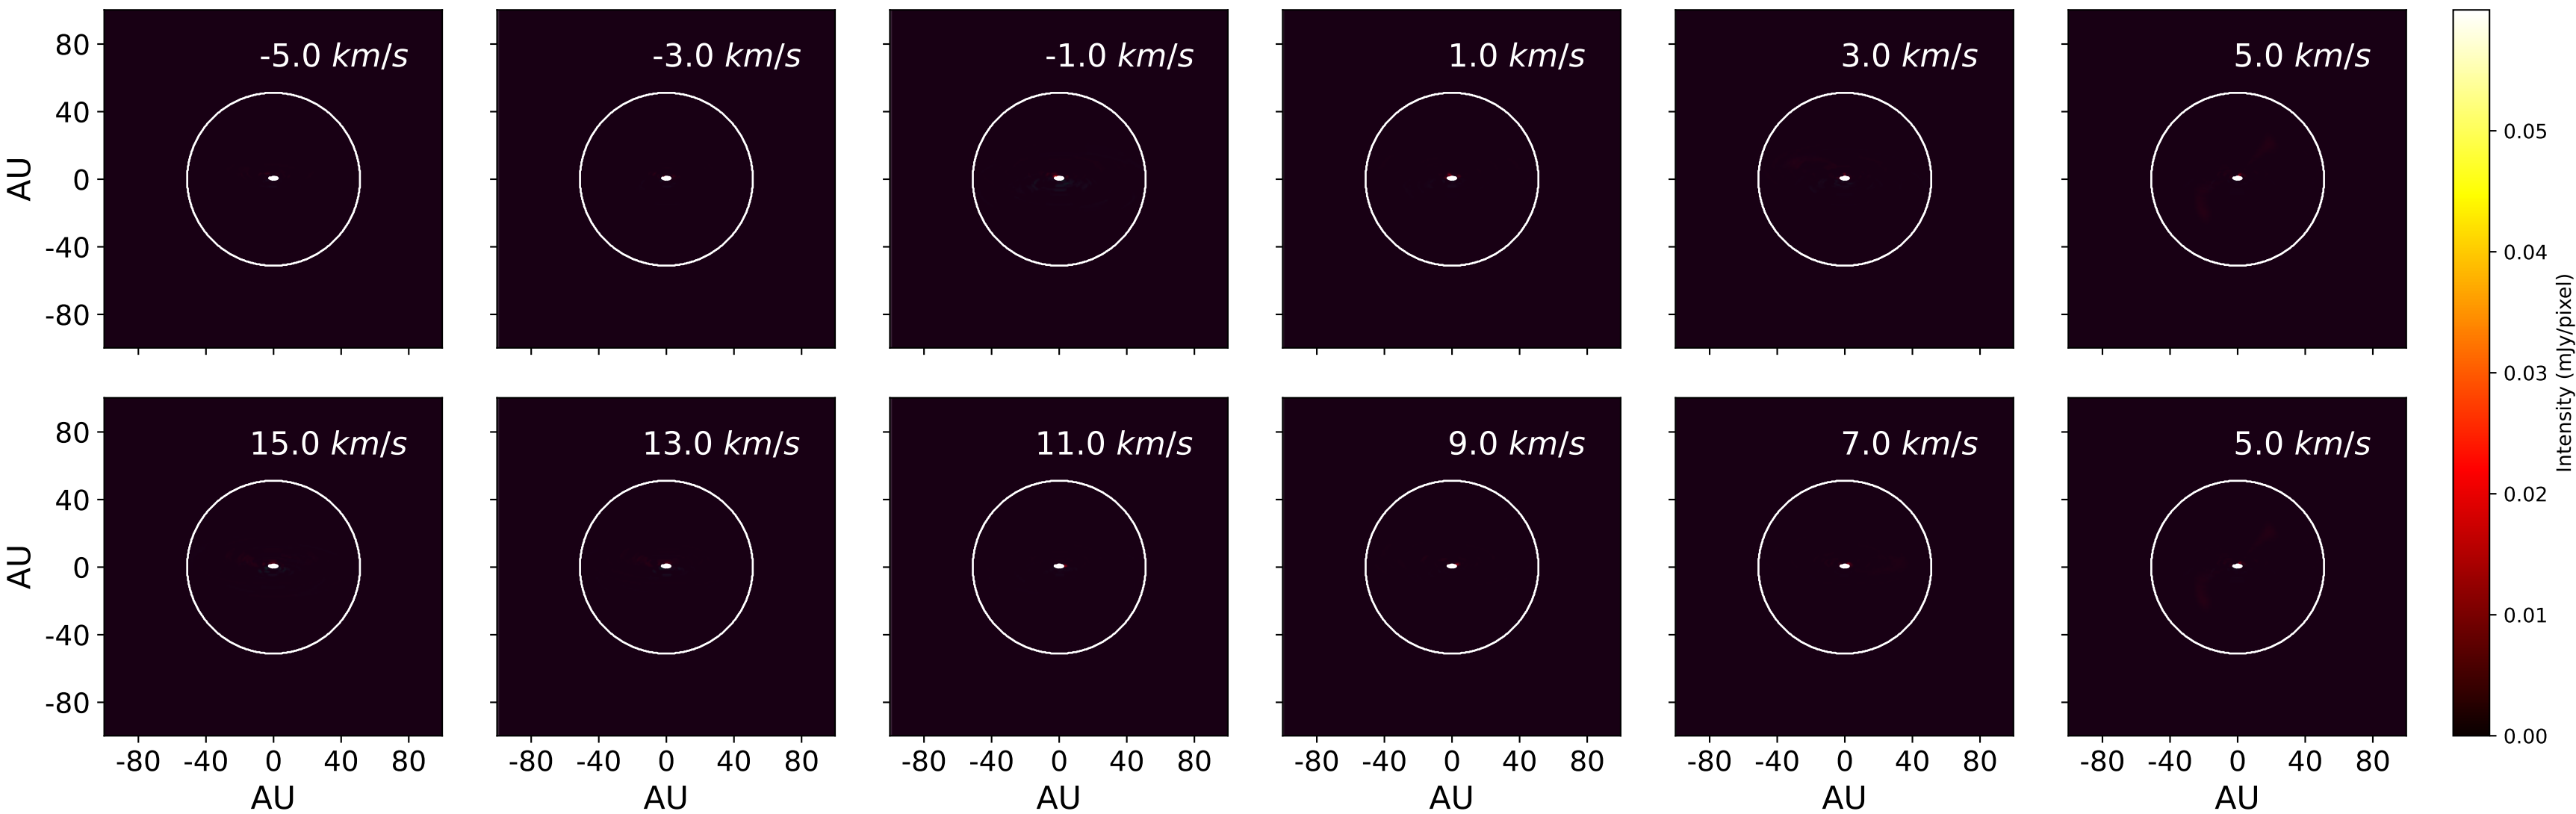 -5.0 km/s
-3.0 km/s
-1.0 km/s
1.0 km/s
3.0 km/s
5.0 km/s
80
40
0
-40
-80
AU
15.0 km/s
13.0 km/s
11.0 km/s
9.0 km/s
7.0 km/s
5.0 km/s
80
40
0
-40
-80
AU
-80 -40 0 40 80
-80 -40 0 40 80
-80 -40 0 40 80
-80 -40 0 40 80
-80 -40 0 40 80
-80 -40 0 40 80
AU
AU
AU
AU
AU
AU
0.05
0.04
0.03
0.02
0.01
0.00
Intensity (mJy/pixel)